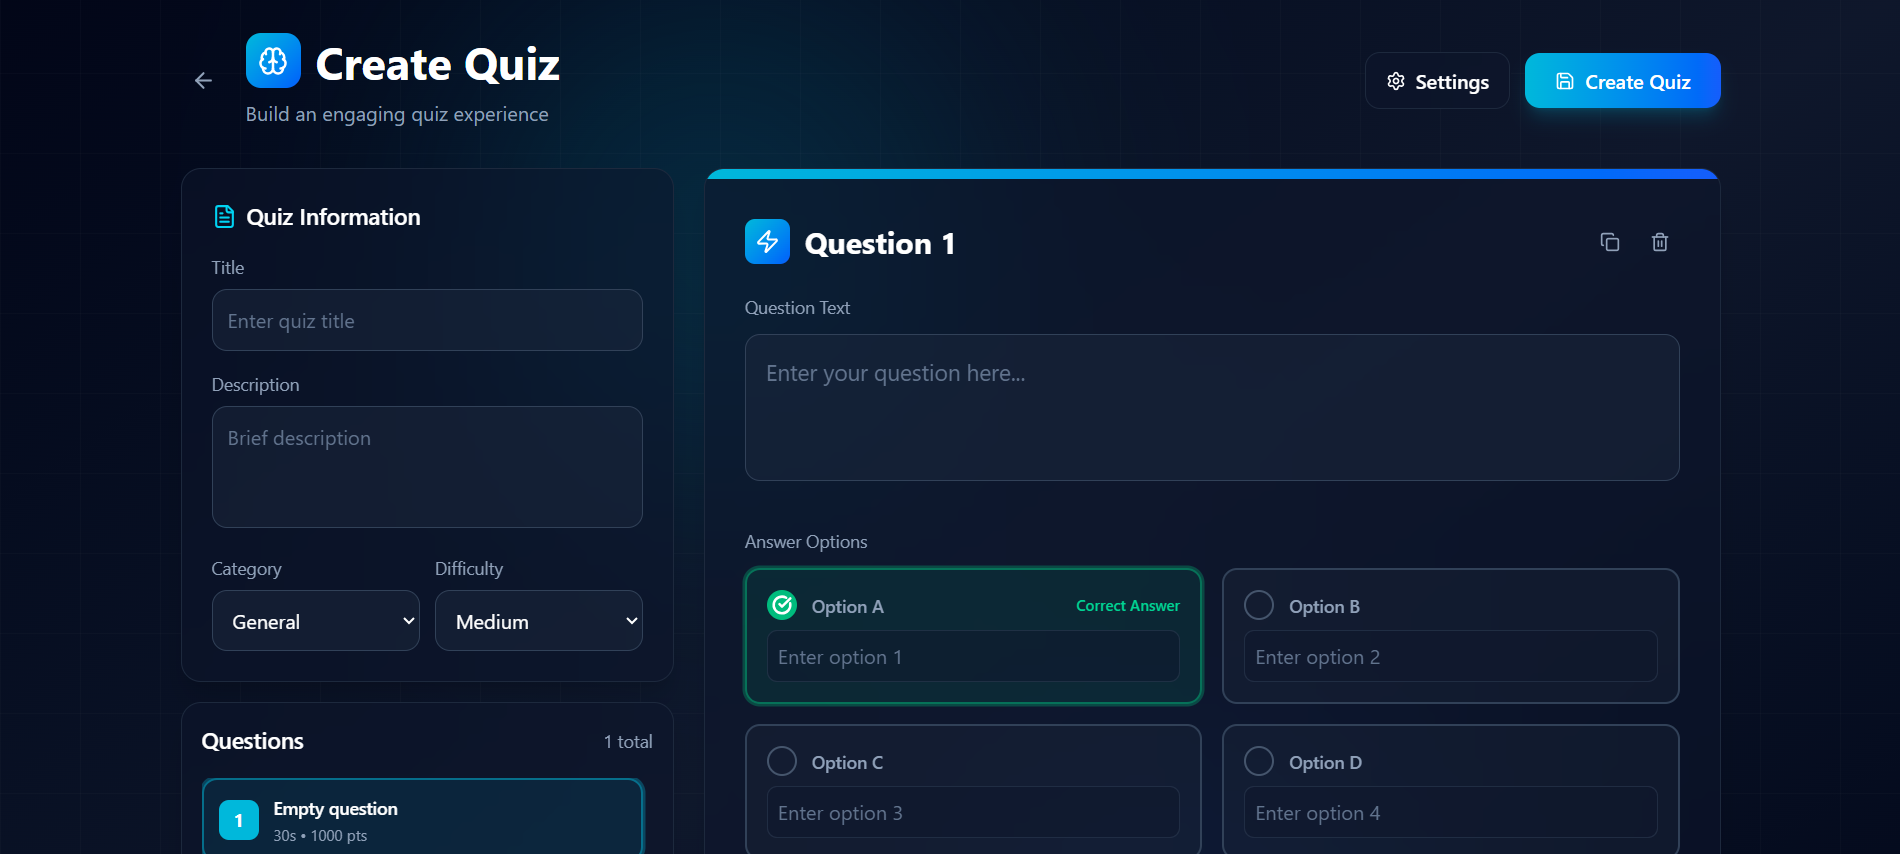 Create Quiz
Build an engaging quiz experience
Settings
Create Quiz
Quiz Information
Title
Enter quiz title
Description
Brief description
Category
Difficulty
General
Medium
Questions
1 total
1
Empty question
30s • 1000 pts
Question 1
Question Text
Enter your question here...
Answer Options
Option A
Correct Answer
Enter option 1
Option B
Enter option 2
Option C
Enter option 3
Option D
Enter option 4